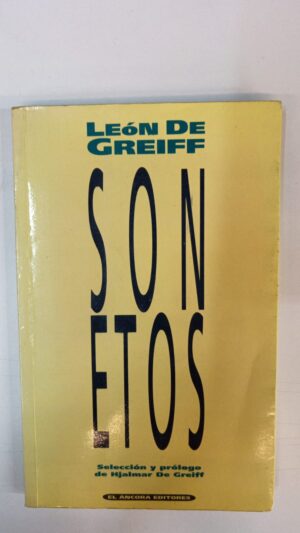 LEÓN DE
GREIFF
SON
ETOS
Selección y prólogo
de Hjalmar De Greiff
EL ÁNCORA EDITORES